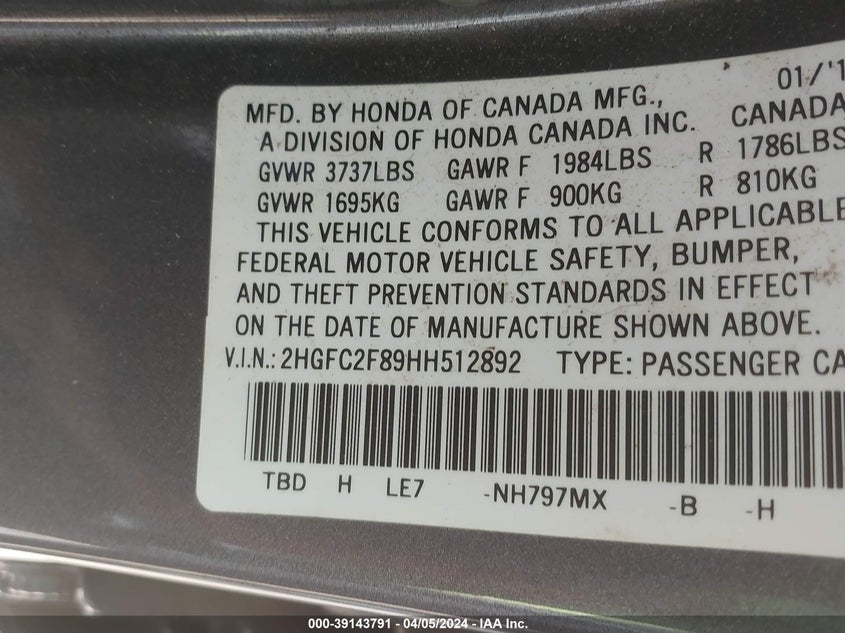 01/'1
MFD. BY HONDA OF CANADA MFG.,
A DIVISION OF HONDA CANADA INC. CANADA
GVWR 3737LBS GAWR F 1984LBS R 1786LBS
GVWR 1695KG GAWR F 900KG R 810KG
THIS VEHICLE CONFORMS TO ALL APPLICABLE
FEDERAL MOTOR VEHICLE SAFETY, BUMPER,
AND THEFT PREVENTION STANDARDS IN EFFECT
ON THE DATE OF MANUFACTURE SHOWN ABOVE.
V.I.N.: 2HGFC2F89HH512892 TYPE: PASSENGER CA
TBD H LE7 -NH797MX -B -H
000-39143791 - 04/05/2024 - IAA Inc.